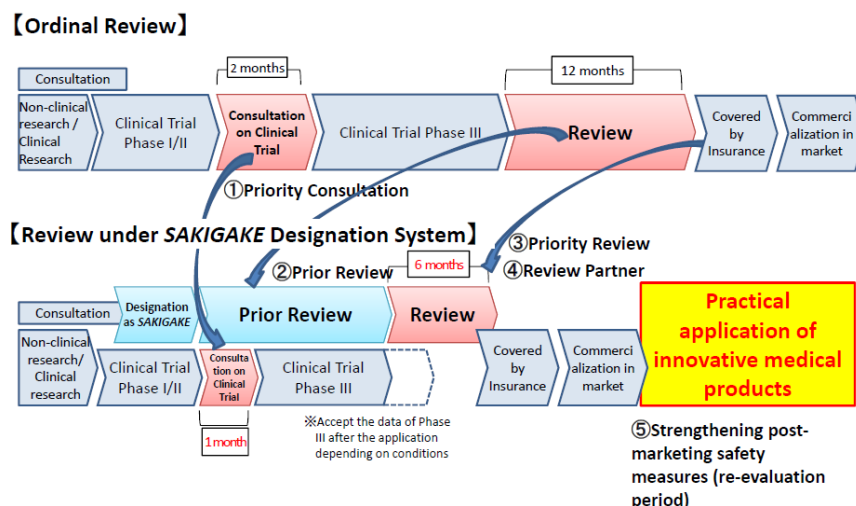 【Ordinal Review】
2 months
12 months
Consultation
Non-clinical
research /
Clinical
Research
Clinical Trial
Phase I/II
Consultation
on Clinical
Trial
Clinical Trial Phase III
Review
Covered
by
Insurance
Commerci
alization in
market
①Priority Consultation
【Review under SAKIGAKE Designation System】
②Prior Review
6 months
③Priority Review
④Review Partner
Consultation
Designation
as SAKIGAKE
Prior Review
Review
Non-clinical
research/
Clinical
research
Clinical Trial
Phase I/II
Consulta
tion on
Clinical
Trial
Clinical Trial
Phase III
Covered
by
Insurance
Commerci
alization in
market
Practical
application of
innovative medical
products
1 month
※Accept the data of Phase
III after the application
depending on conditions
⑤Strengthening post-
marketing safety
measures (re-evaluation
period)